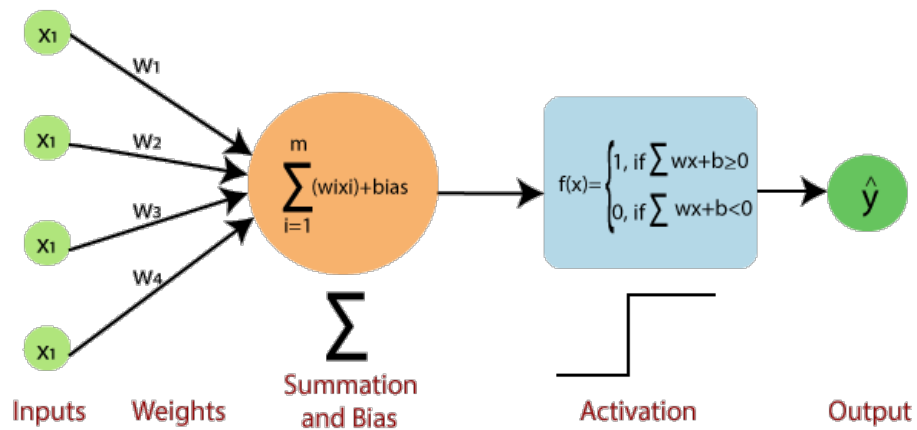 x₁
x₁
x₁
x₁
w₁
w₂
w₃
w₄
m
∑(wixi)+bias
i=1
∑
f(x)={1, if ∑ wx+b≥0
0, if ∑ wx+b<0
ŷ
Inputs
Weights
Summation
and Bias
Activation
Output